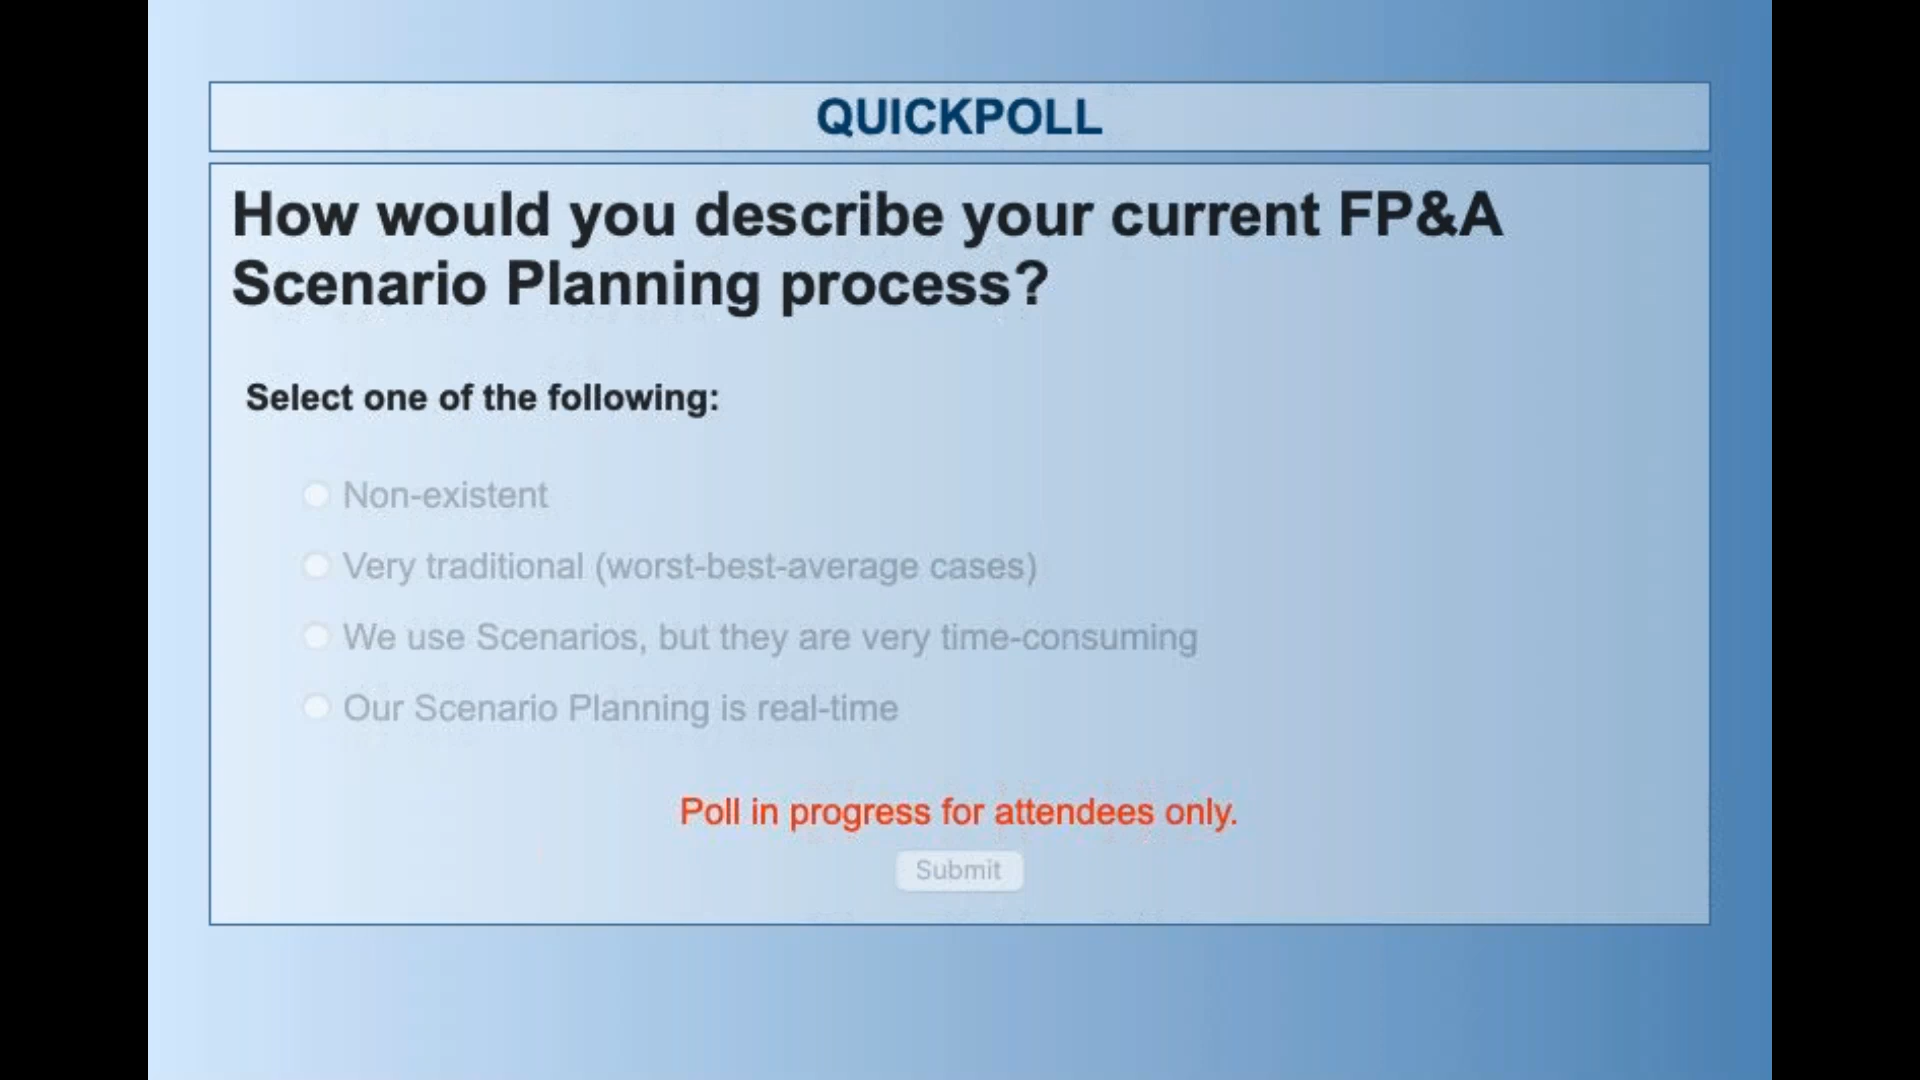 QUICKPOLL
How would you describe your current FP&A
Scenario Planning process?
Select one of the following:
Non-existent
Very traditional (worst-best-average cases)
We use Scenarios, but they are very time-consuming
Our Scenario Planning is real-time
Poll in progress for attendees only.
Submit